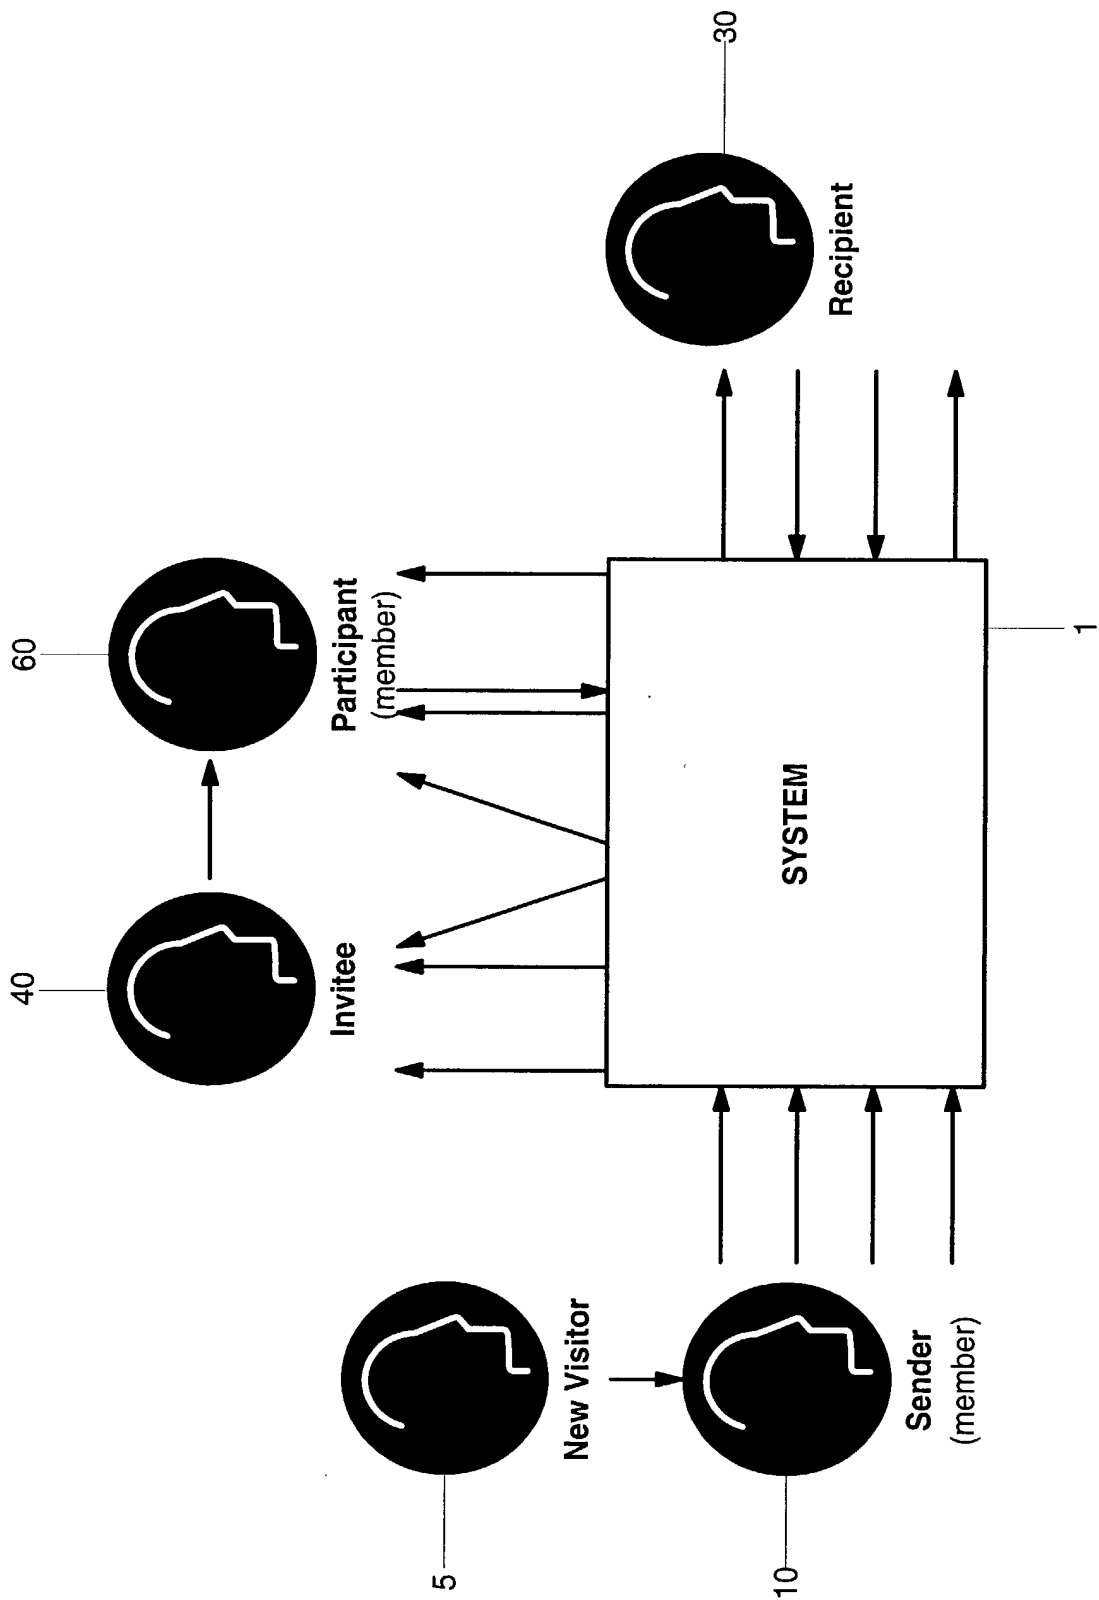 40
60
Invitee
Participant
(member)
5
New Visitor
10
Sender
(member)
SYSTEM
1
30
Recipient